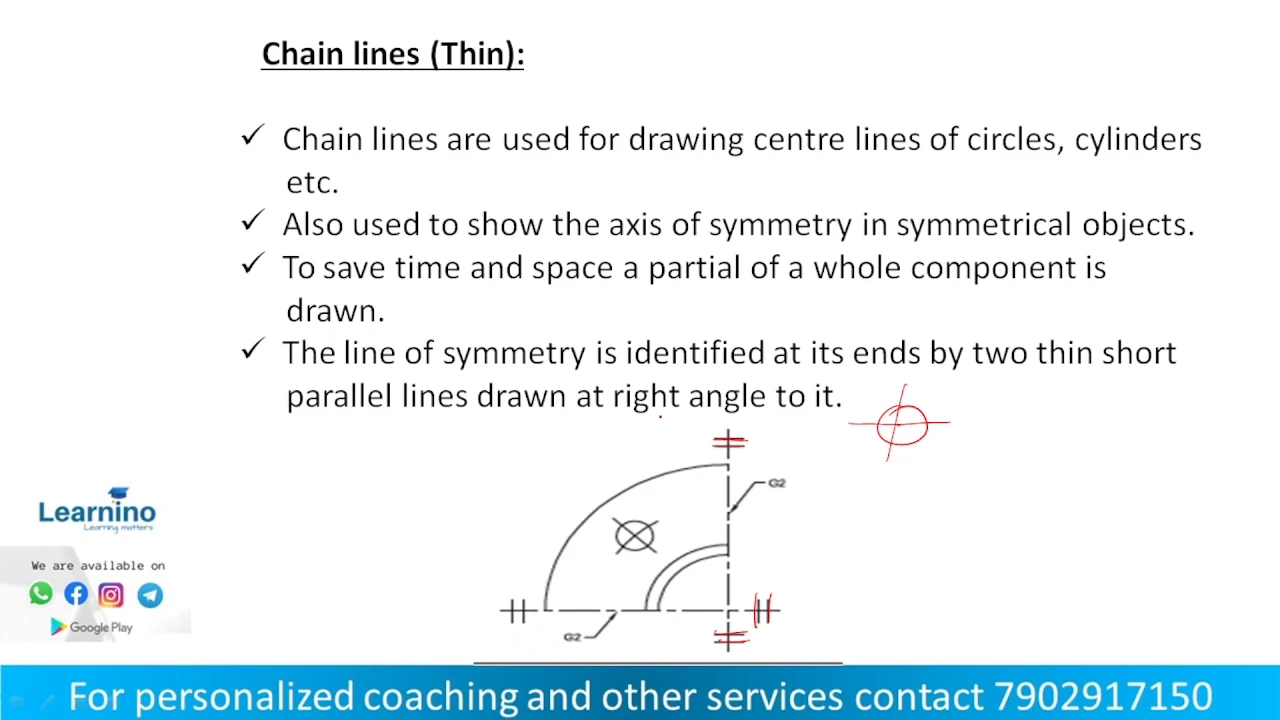 Chain lines (Thin):
✓ Chain lines are used for drawing centre lines of circles, cylinders
etc.
✓ Also used to show the axis of symmetry in symmetrical objects.
✓ To save time and space a partial of a whole component is
drawn.
✓ The line of symmetry is identified at its ends by two thin short
parallel lines drawn at right angle to it.
G2
G2
Learnino
Learning matters
We are available on
Google Play
For personalized coaching and other services contact 7902917150